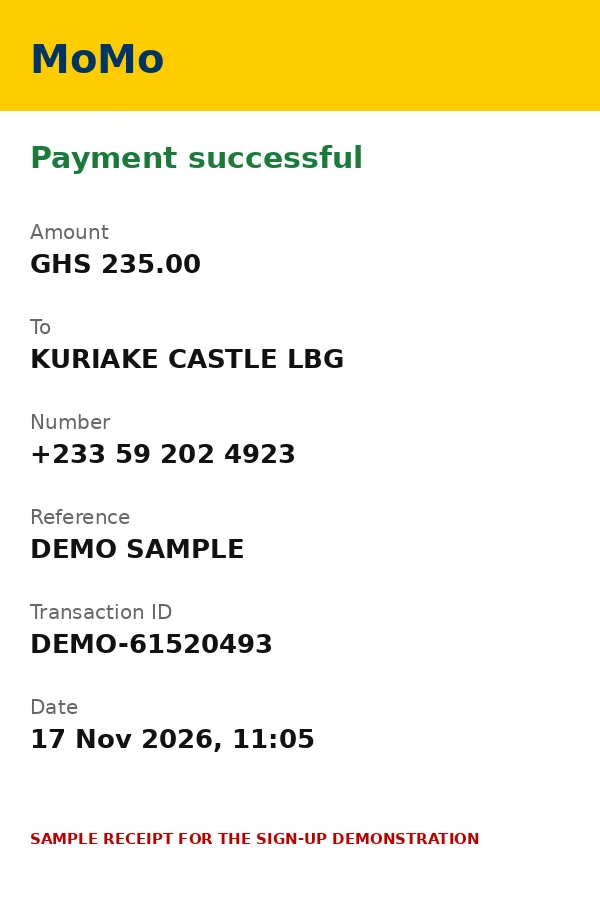 MoMo
Payment successful
Amount
GHS 235.00
To
KURIAKE CASTLE LBG
Number
+233 59 202 4923
Reference
DEMO SAMPLE
Transaction ID
DEMO-61520493
Date
17 Nov 2026, 11:05
SAMPLE RECEIPT FOR THE SIGN-UP DEMONSTRATION